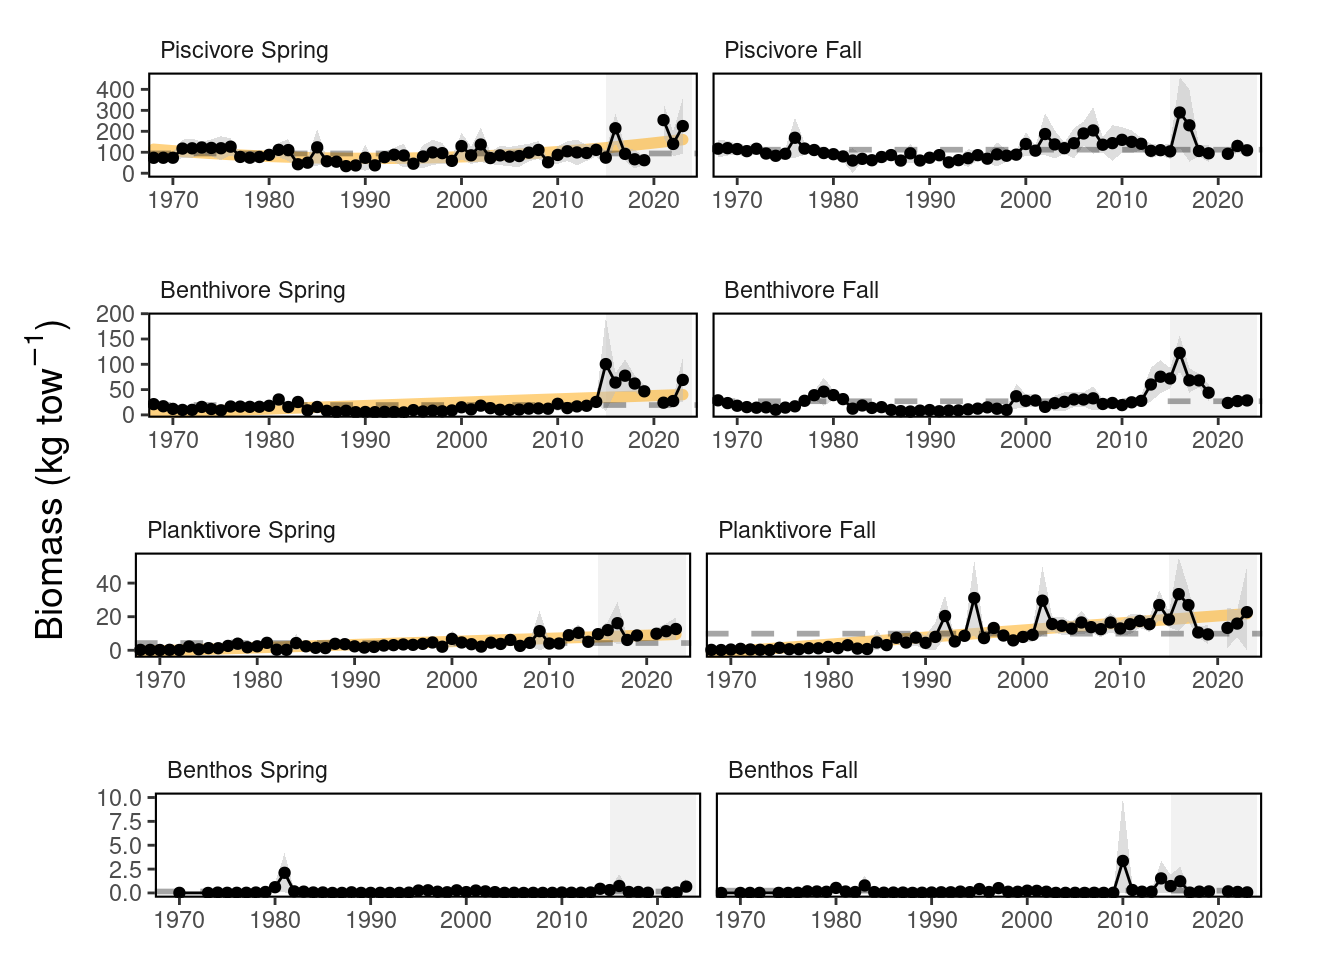 Piscivore Spring
Piscivore Fall
400
300
200
100
0
1970 1980 1990 2000 2010 2020
1970 1980 1990 2000 2010 2020
Benthivore Spring
Benthivore Fall
200
150
100
50
0
1970 1980 1990 2000 2010 2020
1970 1980 1990 2000 2010 2020
Biomass (kg tow⁻¹)
Planktivore Spring
Planktivore Fall
40
20
0
1970 1980 1990 2000 2010 2020
1970 1980 1990 2000 2010 2020
Benthos Spring
Benthos Fall
10.0
7.5
5.0
2.5
0.0
1970 1980 1990 2000 2010 2020
1970 1980 1990 2000 2010 2020